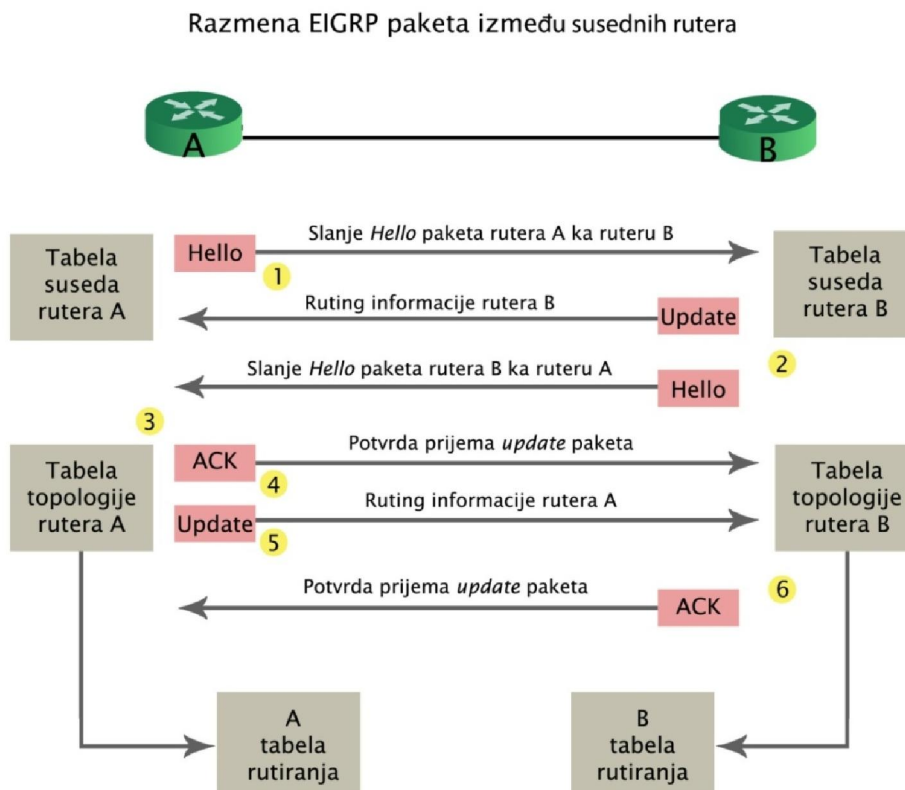 Razmena EIGRP paketa između susednih rutera
A
B
Tabela
suseda
rutera A
Hello
1
Slanje Hello paketa rutera A ka ruteru B
Tabela
suseda
rutera B
Ruting informacije rutera B
Update
2
Slanje Hello paketa rutera B ka ruteru A
Hello
3
Tabela
topologije
rutera A
ACK
4
Potvrda prijema update paketa
Tabela
topologije
rutera B
Update
5
Ruting informacije rutera A
Potvrda prijema update paketa
ACK
6
A
tabela
rutiranja
B
tabela
rutiranja